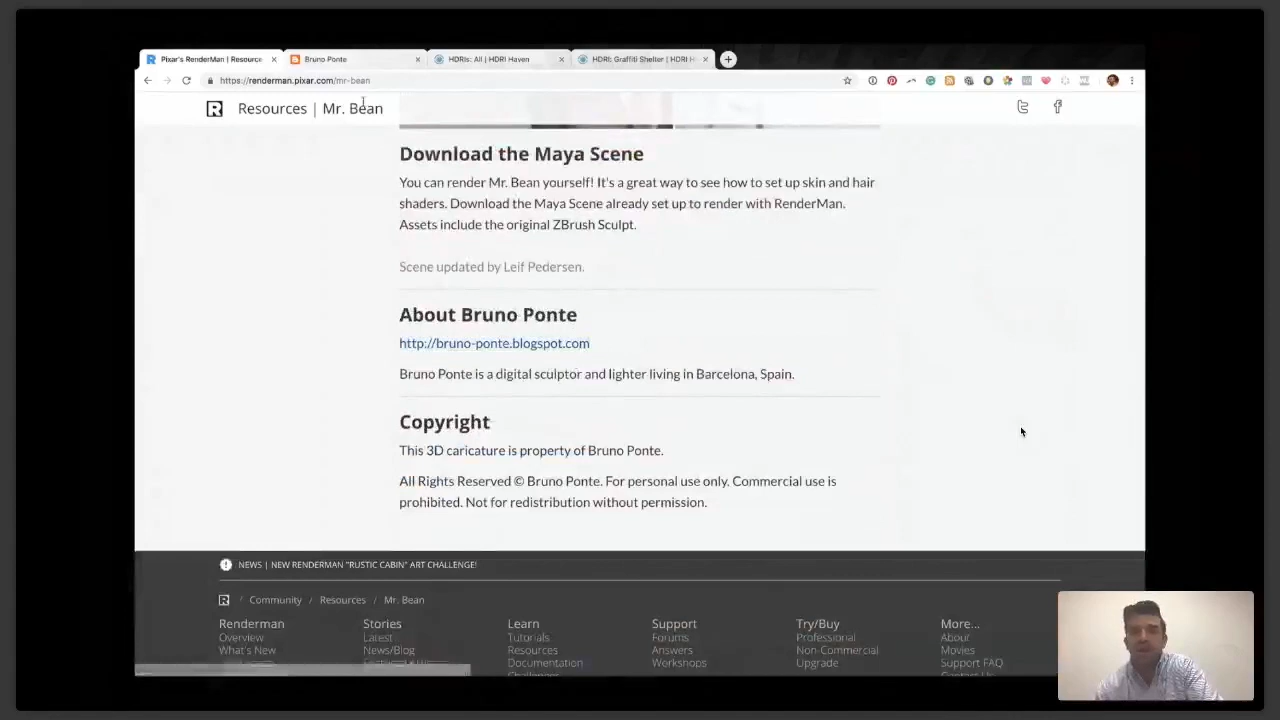 Pixar's RenderMan | Resource
Bruno Ponte
HDRIs: All | HDRI Haven
HDRI: Graffiti Shelter | HDRI H
https://renderman.pixar.com/mr-bean
Resources | Mr. Bean
Download the Maya Scene
You can render Mr. Bean yourself! It's a great way to see how to set up skin and hair
shaders. Download the Maya Scene already set up to render with RenderMan.
Assets include the original ZBrush Sculpt.
Scene updated by Leif Pedersen.
About Bruno Ponte
http://bruno-ponte.blogspot.com
Bruno Ponte is a digital sculptor and lighter living in Barcelona, Spain.
Copyright
This 3D caricature is property of Bruno Ponte.
All Rights Reserved © Bruno Ponte. For personal use only. Commercial use is
prohibited. Not for redistribution without permission.
NEWS | NEW RENDERMAN "RUSTIC CABIN" ART CHALLENGE!
/ Community / Resources / Mr. Bean
Renderman Stories Learn Support Try/Buy More...
Overview Latest Tutorials Forums Professional About
What's New News/Blog Resources Answers Non-Commercial Movies
Documentation Workshops Upgrade Support FAQ